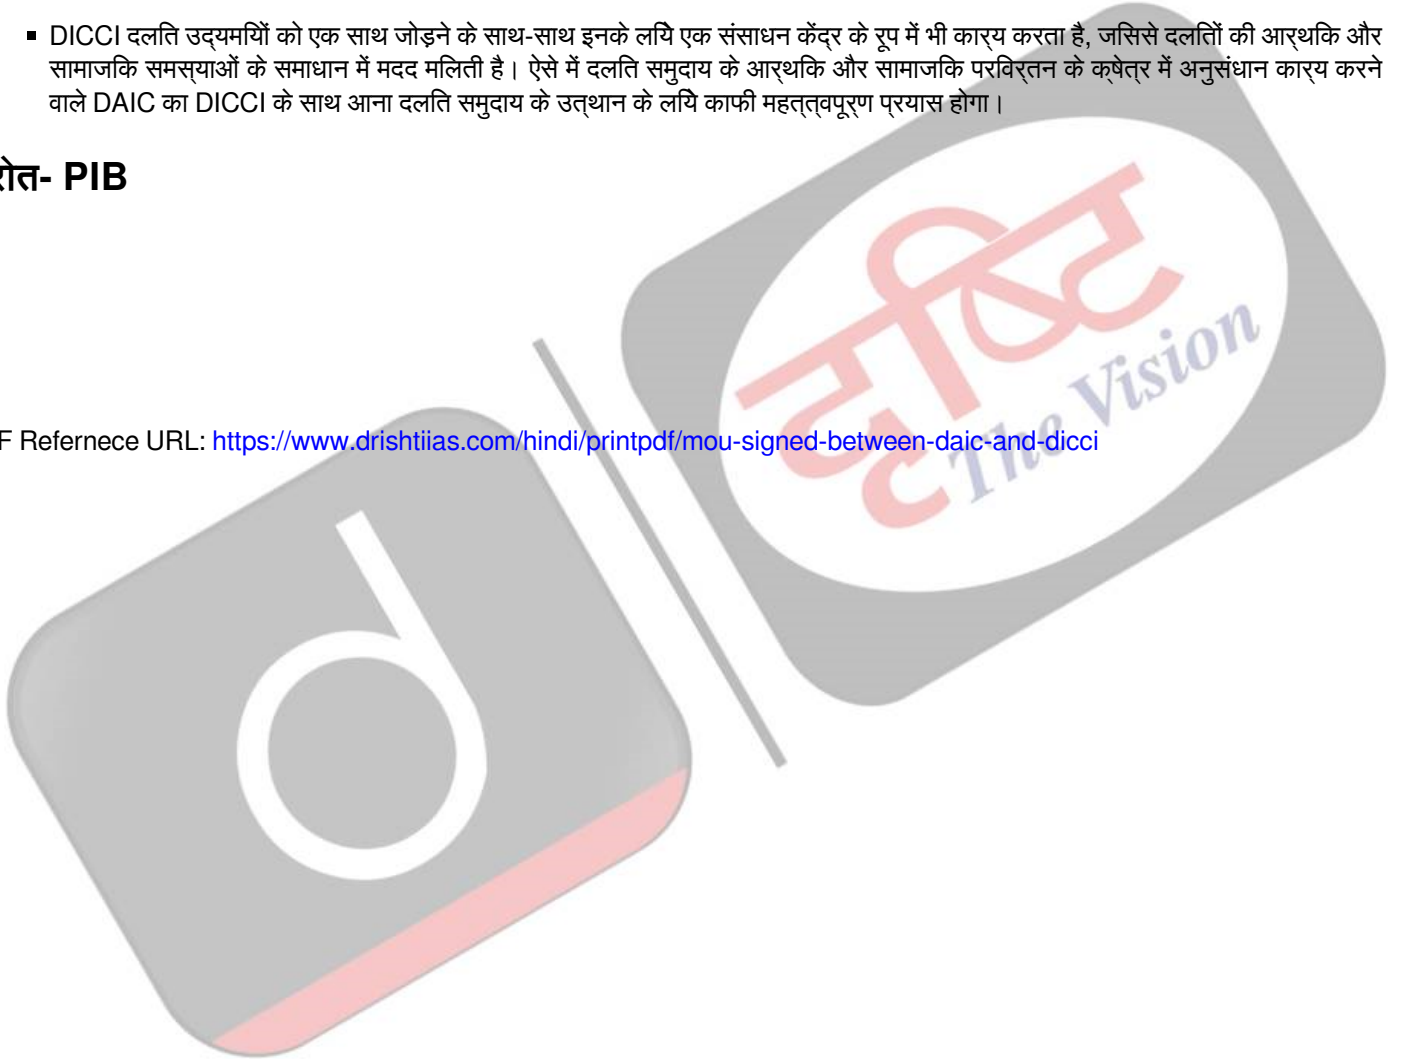 ▪ DICCI दलित उद्यमियों को एक साथ जोड़ने के साथ-साथ इनके लिये एक संसाधन केंद्र के रूप में भी कार्य करता है, जिससे दलितों की आर्थिक और
सामाजिक समस्याओं के समाधान में मदद मिलती है। ऐसे में दलित समुदाय के आर्थिक और सामाजिक परिवर्तन के क्षेत्र में अनुसंधान कार्य करने
वाले DAIC का DICCI के साथ आना दलित समुदाय के उत्थान के लिये काफी महत्त्वपूर्ण प्रयास होगा।
रोत- PIB
दृष्टि
The Vision
F Refernece URL: https://www.drishtiias.com/hindi/printpdf/mou-signed-between-daic-and-dicci
d